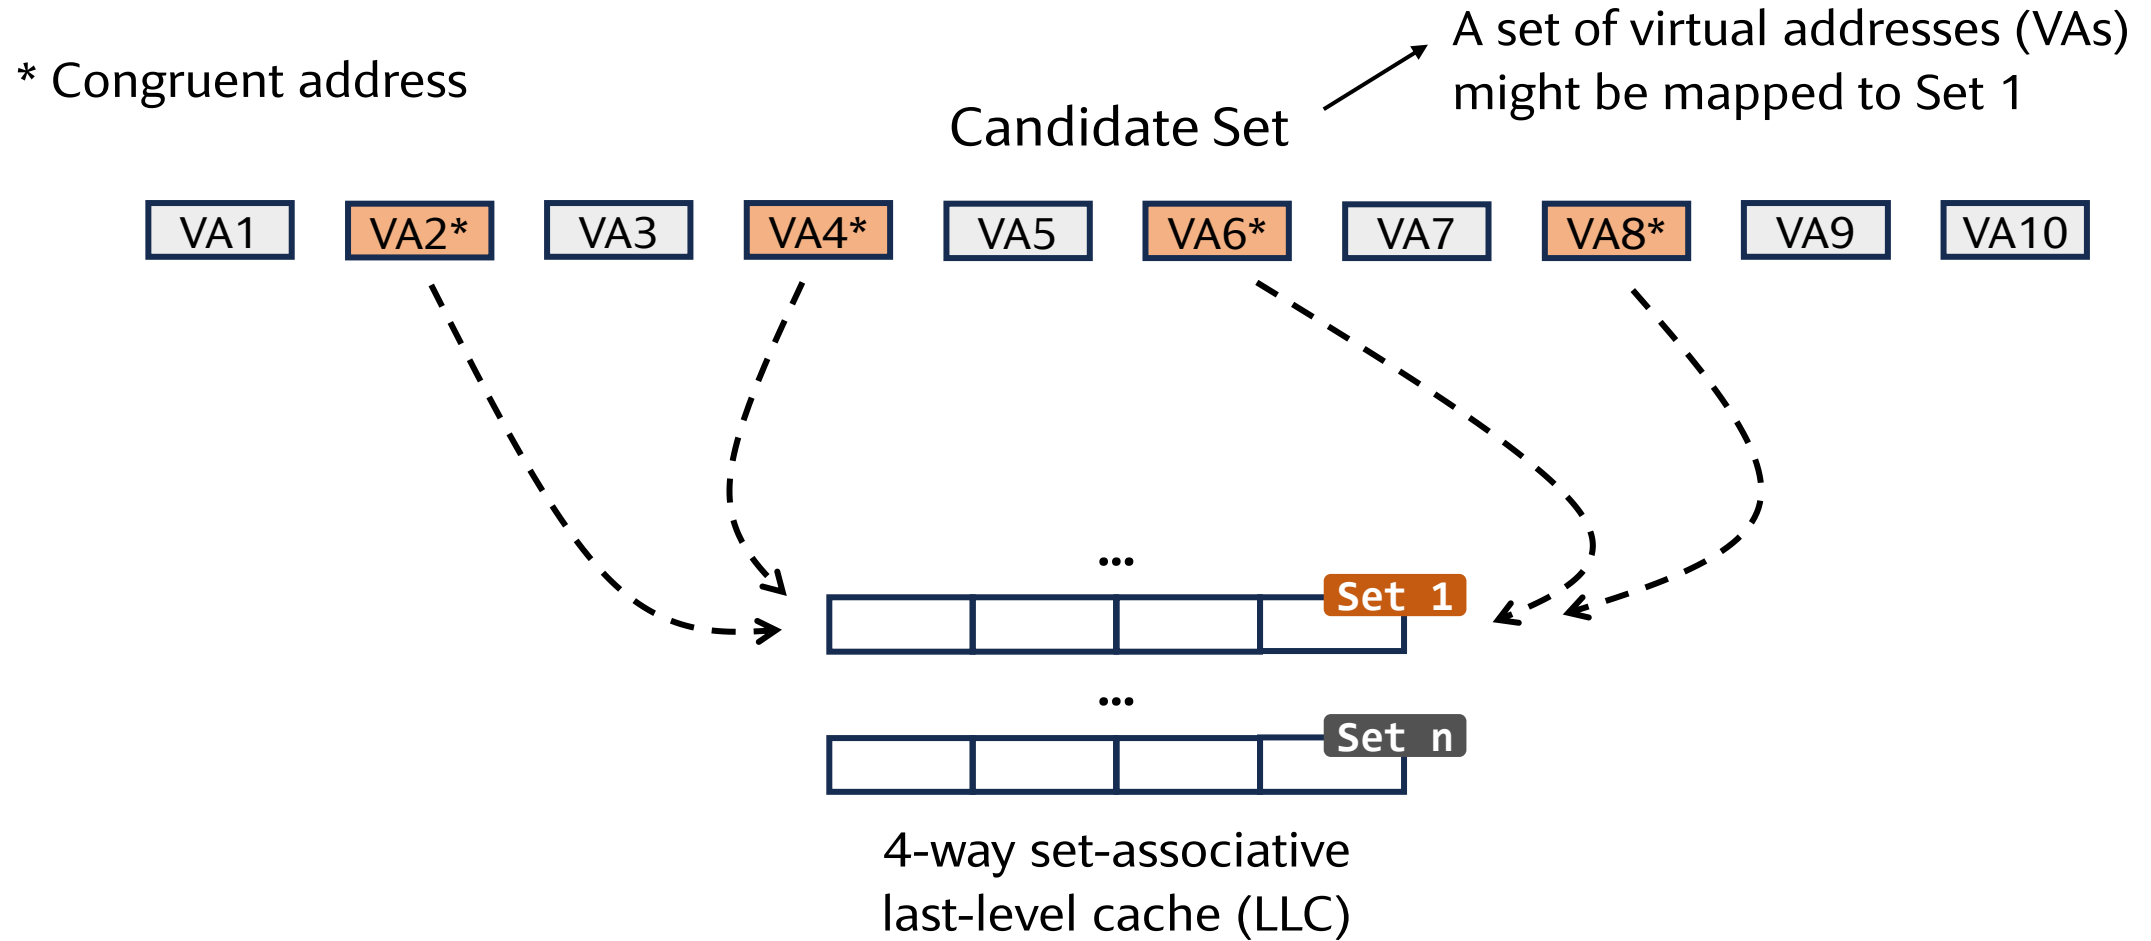 * Congruent address
A set of virtual addresses (VAs)
might be mapped to Set 1
Candidate Set
VA1 VA2* VA3 VA4* VA5 VA6* VA7 VA8* VA9 VA10
...
Set 1
...
Set n
4-way set-associative
last-level cache (LLC)